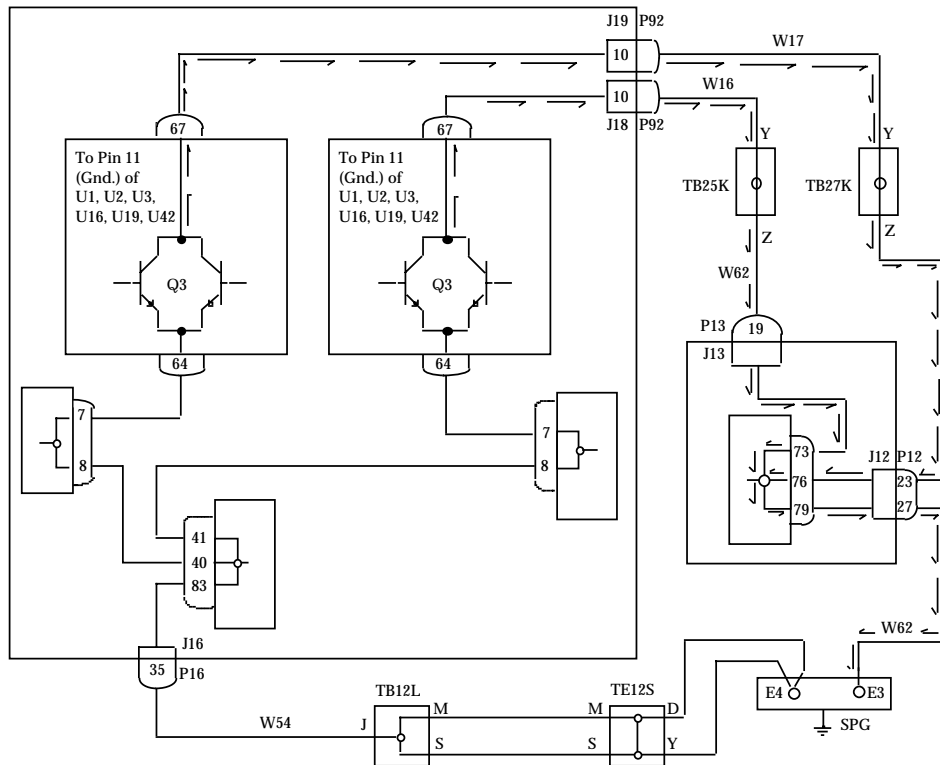 J19 P92
10
W17
W16
10
J18 P92
67
67
Y
Y
To Pin 11
(Gnd.) of
U1, U2, U3,
U16, U19, U42
To Pin 11
(Gnd.) of
U1, U2, U3,
U16, U19, U42
TB25K
TB27K
Z
Z
Q3
Q3
W62
P13
19
J13
64
64
7
8
7
8
73
76
79
J12 P12
23
27
41
40
83
J16
35
P16
W62
TB12L
TE12S
E4
E3
SPG
W54
J
M
M
D
S
S
Y